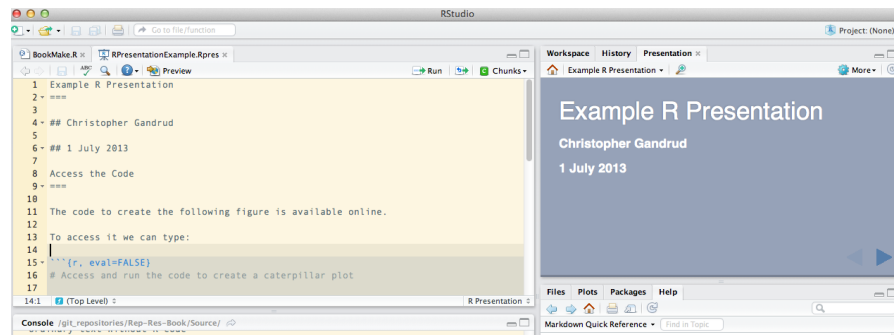 RStudio
Go to file/function
Project: (None)
BookMake.R
RPresentationExample.Rpres
ABC
Preview
Run
Chunks
1 Example R Presentation
2 ===
3
4 ## Christopher Gandrud
5
6 ## 1 July 2013
7
8 Access the Code
9 ===
10
11 The code to create the following figure is available online.
12
13 To access it we can type:
14
15 ```{r, eval=FALSE}
16 # Access and run the code to create a caterpillar plot
17
14:1 (Top Level) R Presentation
Console /git_repositories/Rep-Res-Book/Source/
Workspace History Presentation
Example R Presentation
More
Example R Presentation
Christopher Gandrud
1 July 2013
Files Plots Packages Help
Markdown Quick Reference Find in Topic